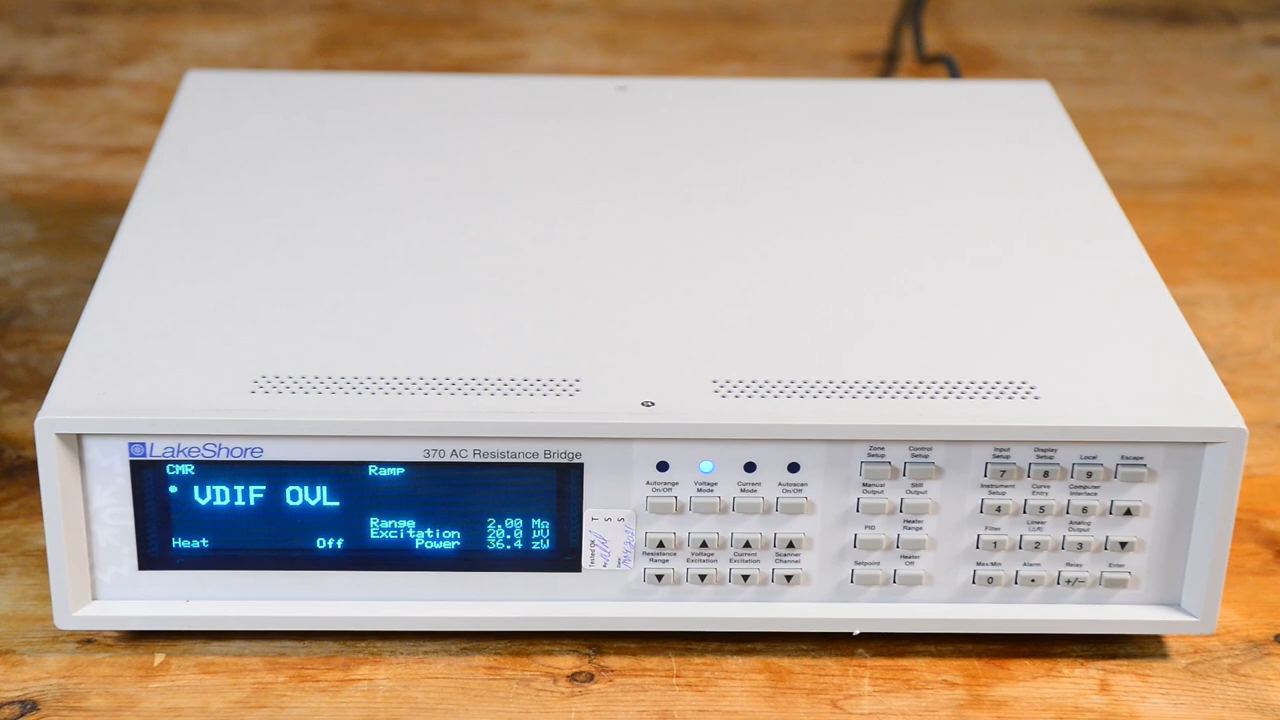 LakeShore
370 AC Resistance Bridge
CMR
Ramp
VDIF OVL
Range 2.00 MΩ
Excitation 20.0 µV
Heat Off Power 36.4 zW
Tested OK
T S S
Autorange On/Off
Voltage Mode
Current Mode
Autoscan On/Off
Resistance Range
Voltage Excitation
Current Excitation
Scanner Channel
Zone Setup
Control Setup
Manual Output
Still Output
PID
Heater Range
Setpoint
Heater Off
Input Setup
Display Setup
Local
Escape
7 8 9
Instrument Setup
Curve Entry
Computer Interface
4 5 6
Filter
Linear
Analog Output
1 2 3
Max/Min
Alarm
Relay
Enter
0 • +/−